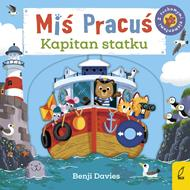 Miś Pracuś
Kapitan statku
Benji Davies